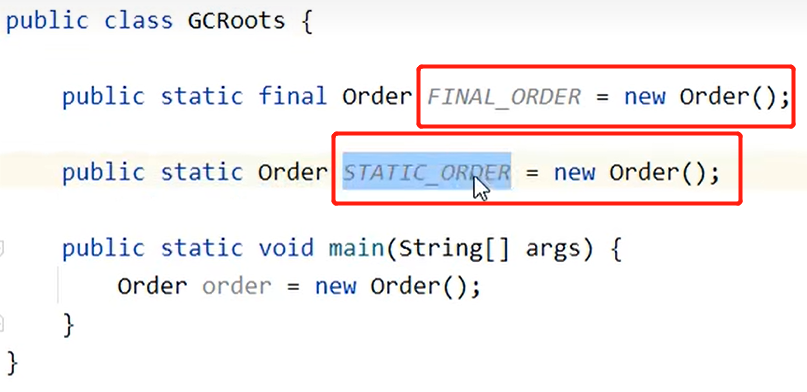 public class GCRoots {
public static final Order FINAL_ORDER = new Order();
public static Order STATIC_ORDER = new Order();
public static void main(String[] args) {
Order order = new Order();
}
}